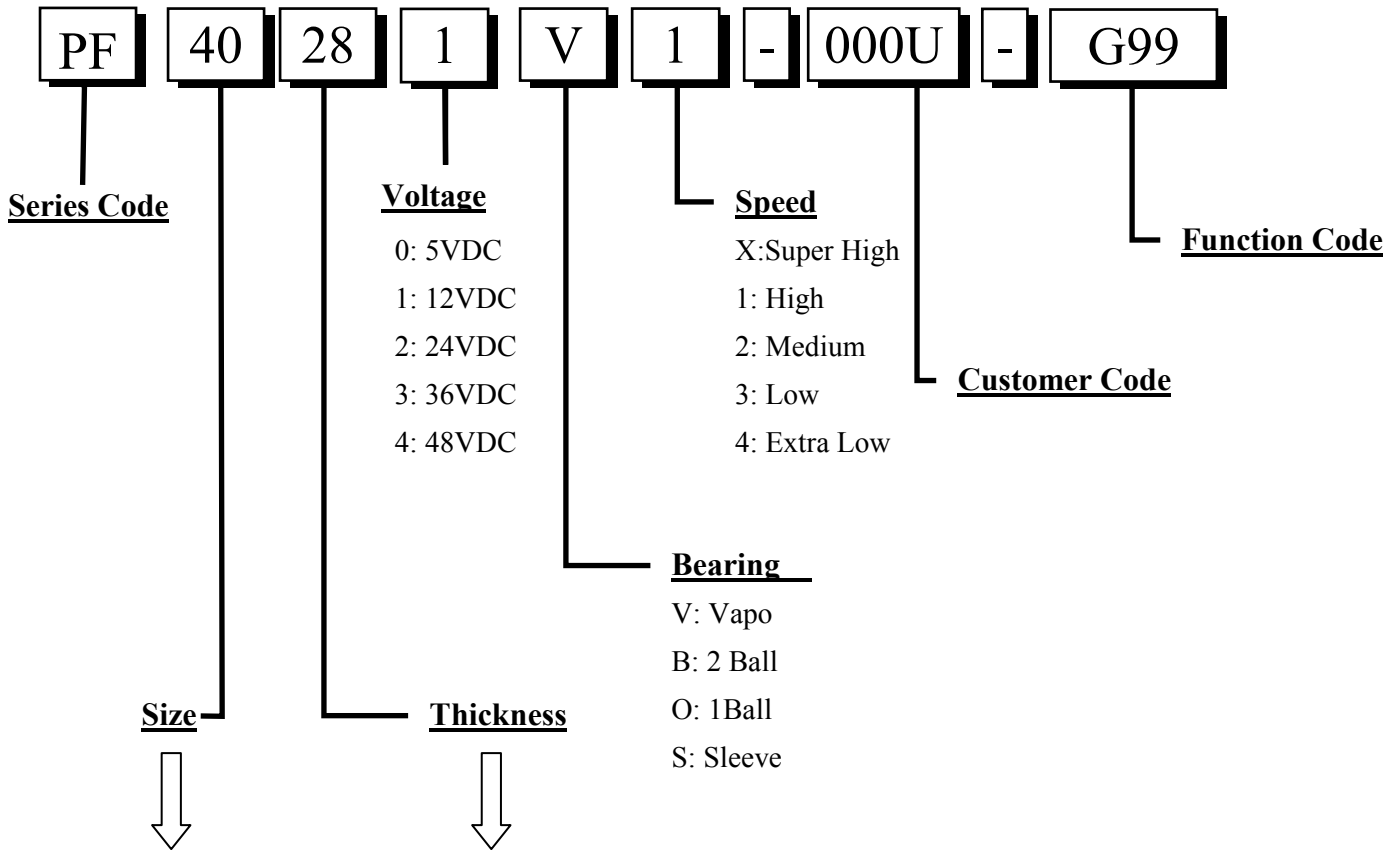 PF 40 28 1 V 1 - 000U - G99
Series Code
Voltage
0: 5VDC
1: 12VDC
2: 24VDC
3: 36VDC
4: 48VDC
Speed
X:Super High
1: High
2: Medium
3: Low
4: Extra Low
Function Code
Customer Code
Bearing
V: Vapo
B: 2 Ball
O: 1Ball
S: Sleeve
Size
Thickness